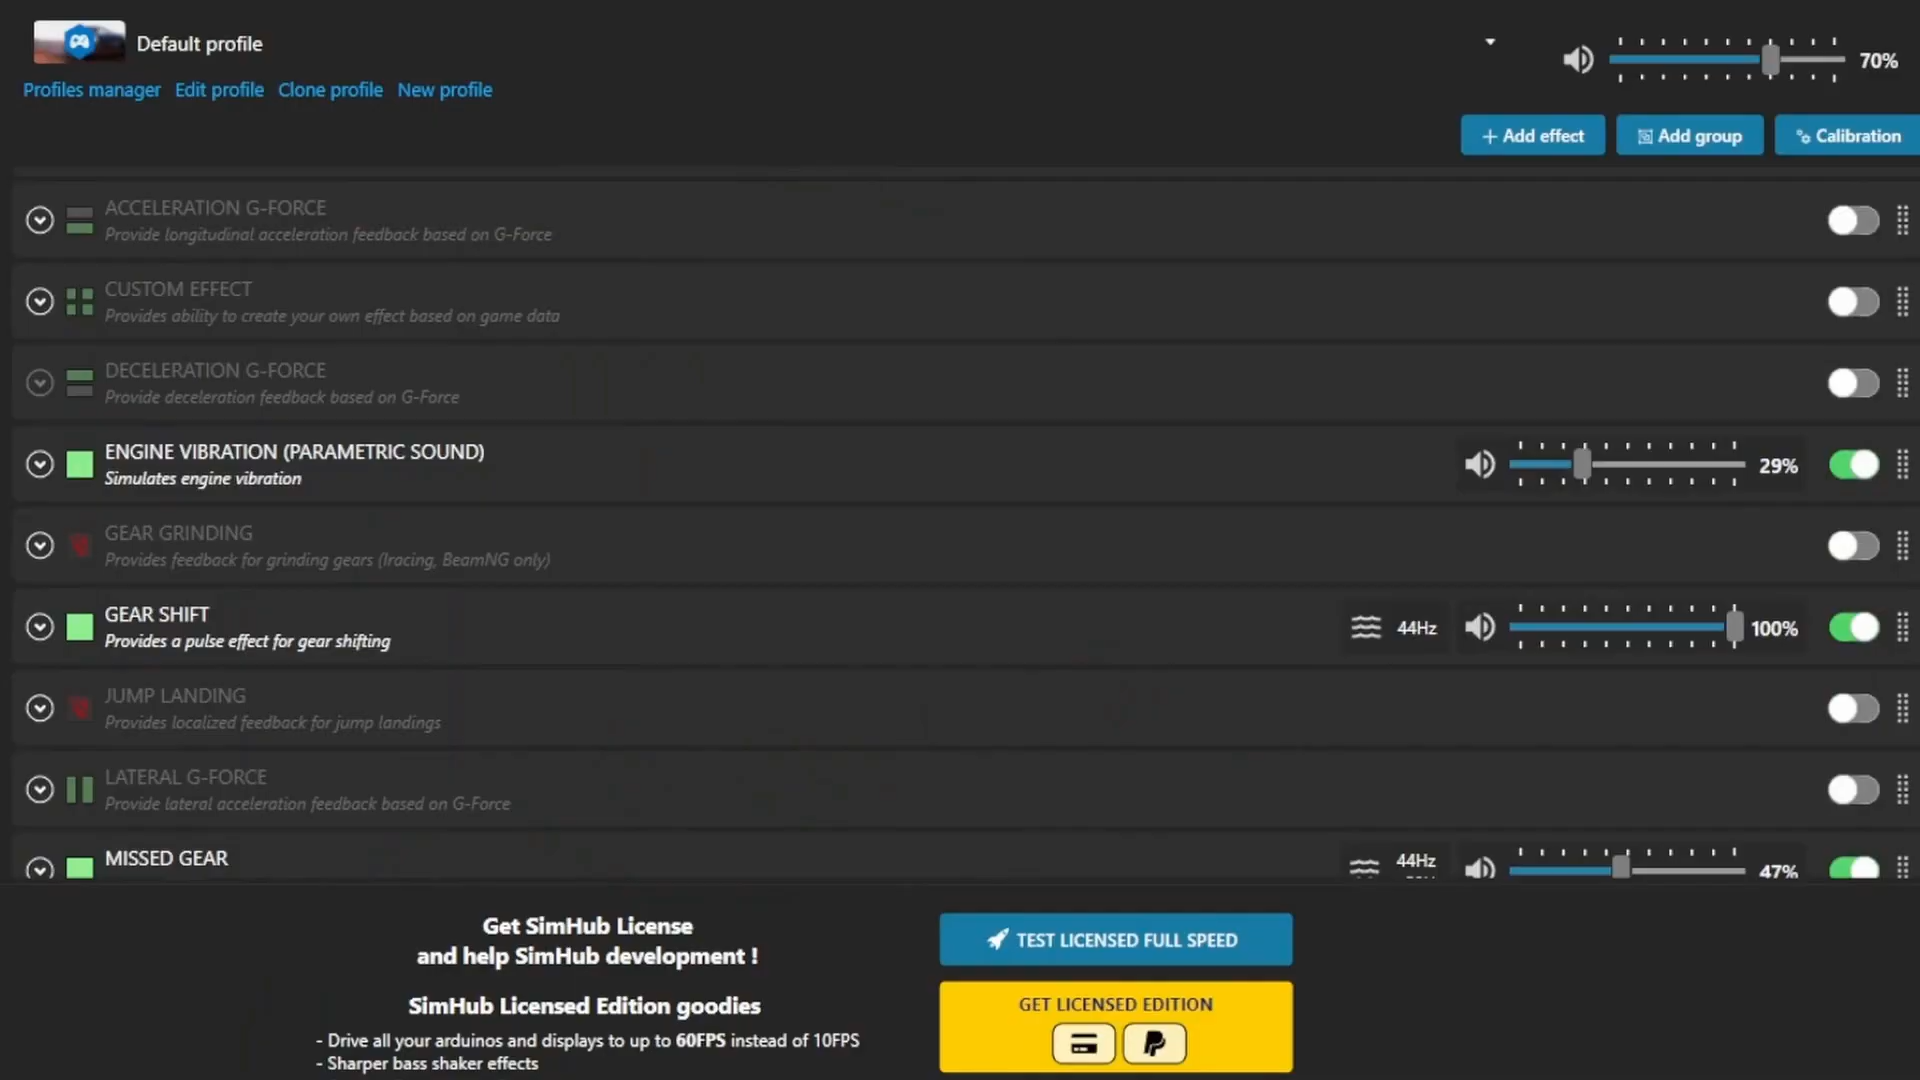 Default profile
70%
Profiles manager Edit profile Clone profile New profile
Add effect Add group Calibration
ACCELERATION G-FORCE
Provide longitudinal acceleration feedback based on G-Force
CUSTOM EFFECT
Provides ability to create your own effect based on game data
DECELERATION G-FORCE
Provide deceleration feedback based on G-Force
ENGINE VIBRATION (PARAMETRIC SOUND)
Simulates engine vibration
29%
GEAR GRINDING
Provides feedback for grinding gears (Iracing, BeamNG only)
GEAR SHIFT
Provides a pulse effect for gear shifting
44Hz
100%
JUMP LANDING
Provides localized feedback for jump landings
LATERAL G-FORCE
Provide lateral acceleration feedback based on G-Force
MISSED GEAR
44Hz
47%
Get SimHub License
and help SimHub development !
TEST LICENSED FULL SPEED
SimHub Licensed Edition goodies
- Drive all your arduinos and displays to up to 60FPS instead of 10FPS
- Sharper bass shaker effects
GET LICENSED EDITION